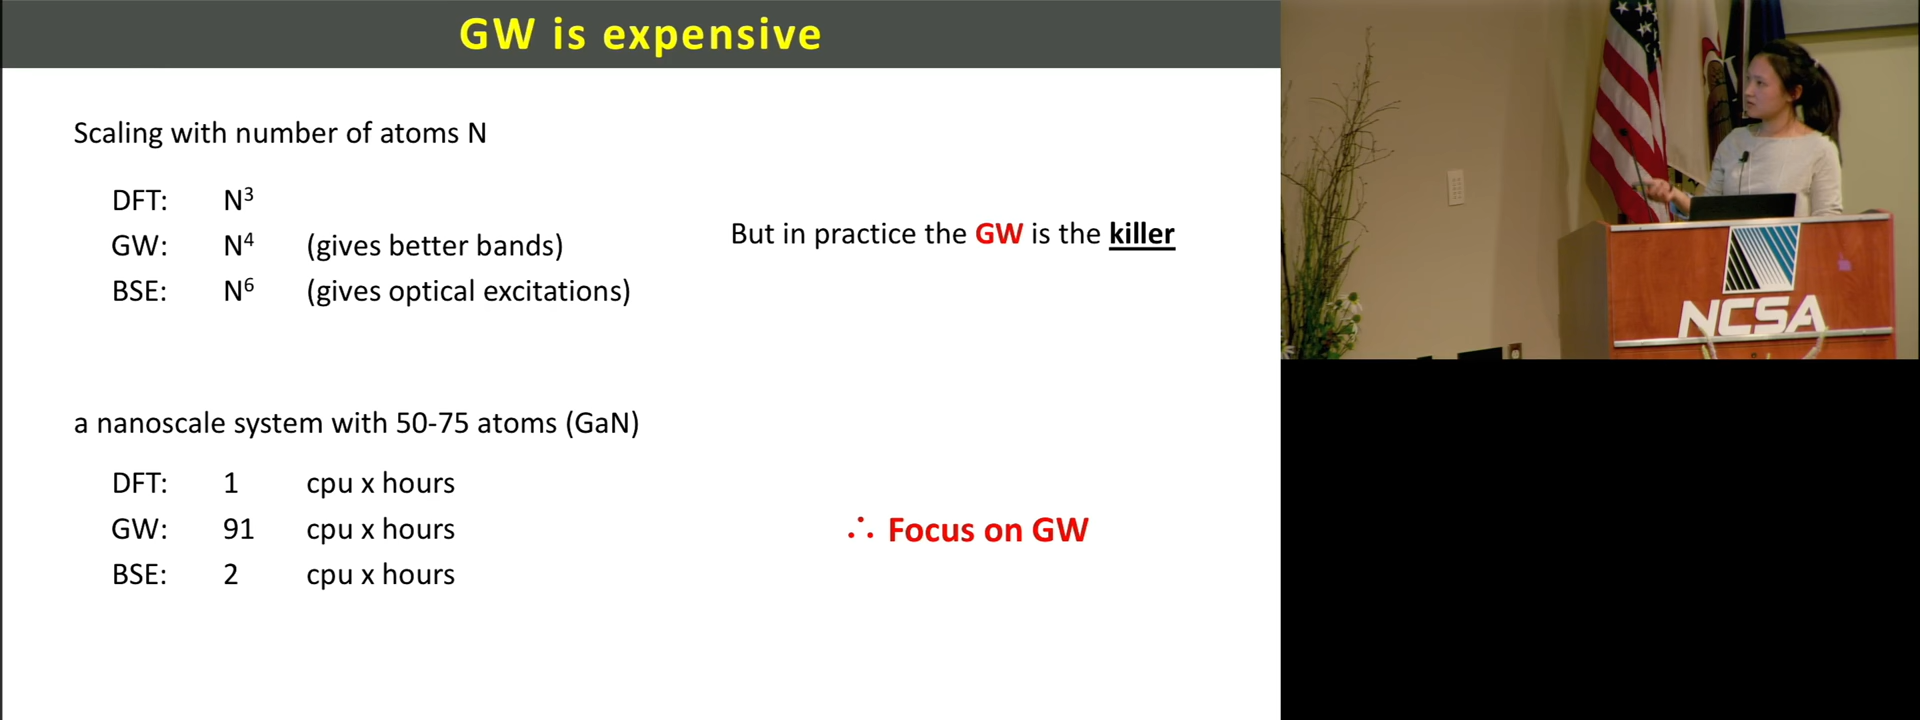 GW is expensive
Scaling with number of atoms N
DFT: N³
GW: N⁴ (gives better bands)
BSE: N⁶ (gives optical excitations)
But in practice the GW is the killer
a nanoscale system with 50-75 atoms (GaN)
DFT: 1 cpu x hours
GW: 91 cpu x hours
BSE: 2 cpu x hours
∴ Focus on GW
NCSA